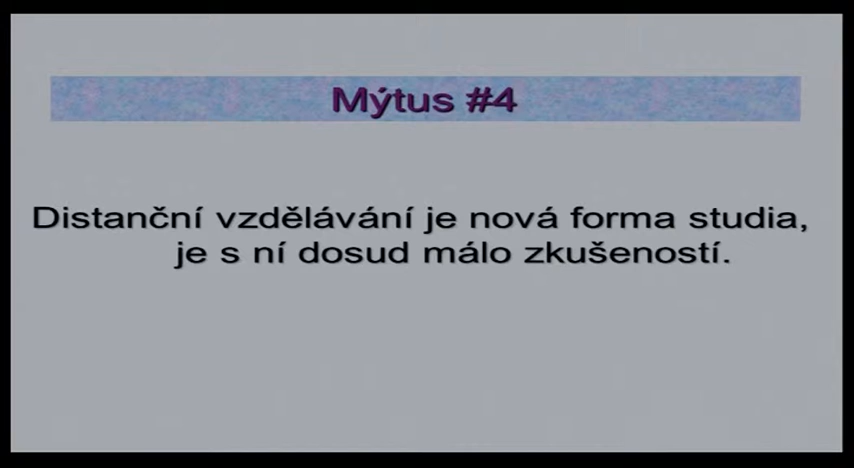 Mýtus #4
Distanční vzdělávání je nová forma studia,
je s ní dosud málo zkušeností.